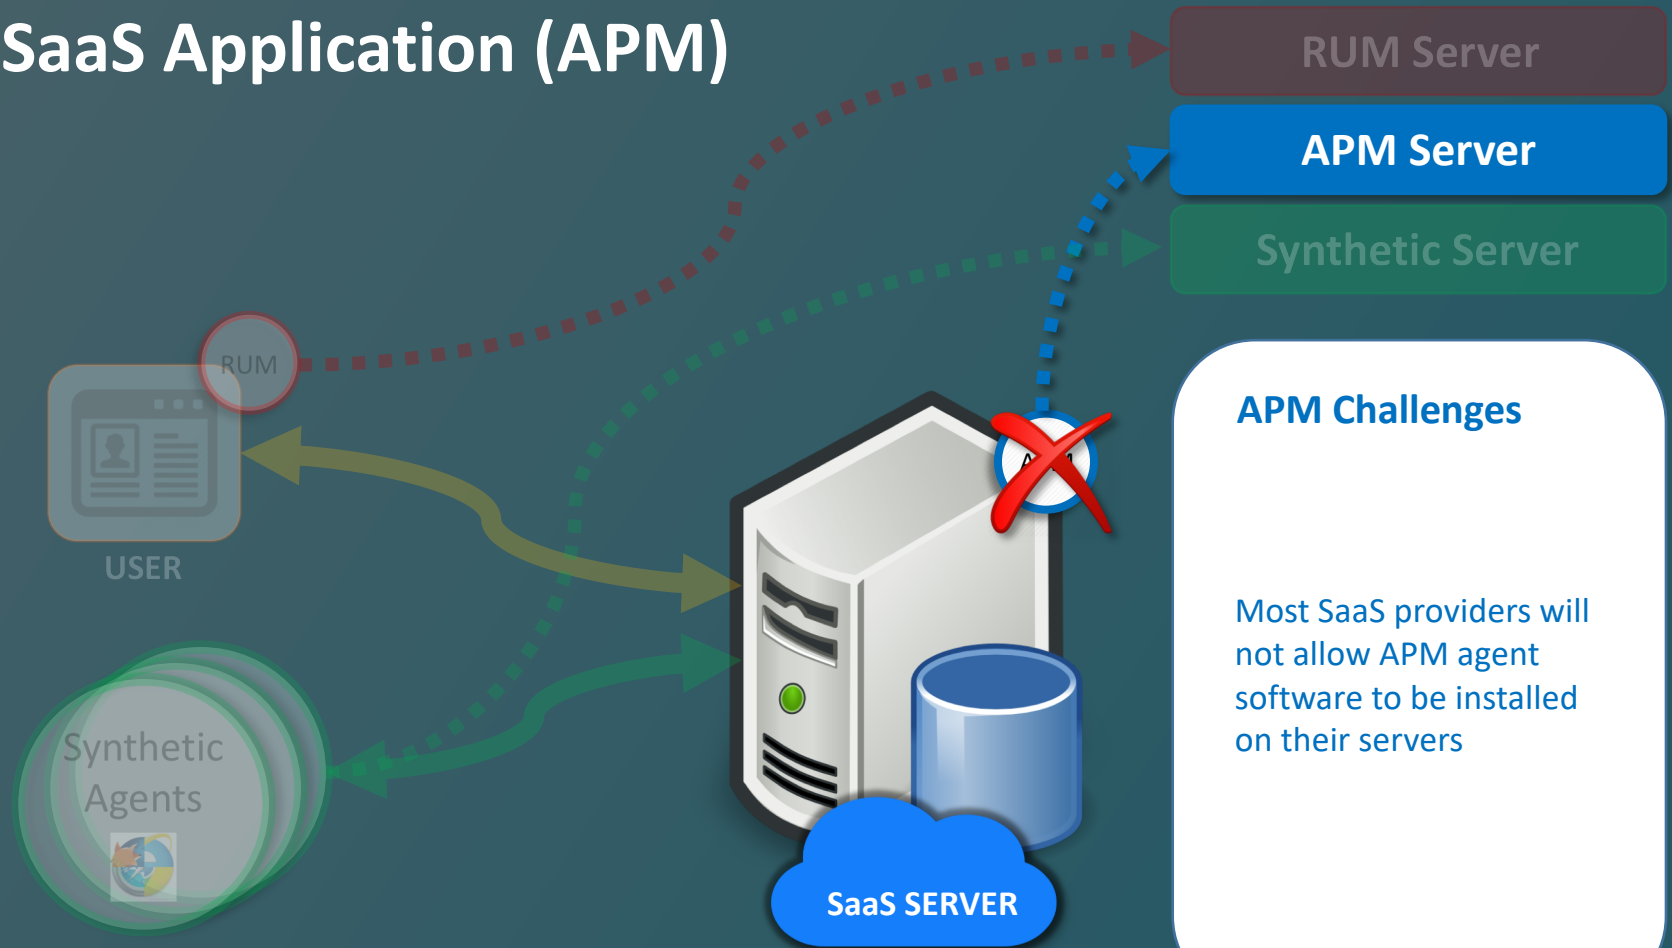 SaaS Application (APM)
RUM Server
APM Server
Synthetic Server
RUM
USER
Synthetic
Agents
SaaS SERVER
APM Challenges
Most SaaS providers will
not allow APM agent
software to be installed
on their servers